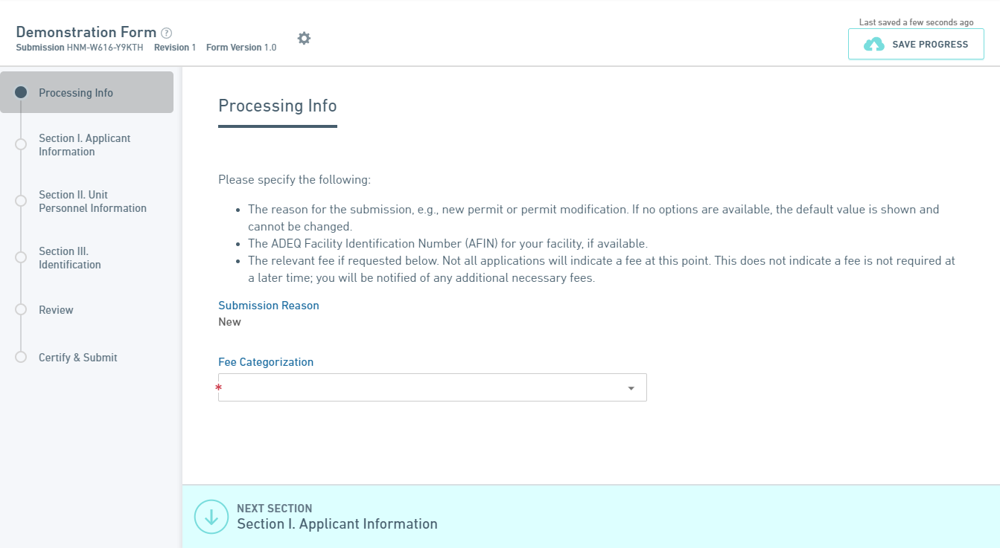 Demonstration Form ?
Submission HNM-W616-Y9KTH Revision 1 Form Version 1.0
Last saved a few seconds ago
SAVE PROGRESS
Processing Info
Section I. Applicant
Information
Section II. Unit
Personnel Information
Section III.
Identification
Review
Certify & Submit
Processing Info
Please specify the following:
• The reason for the submission, e.g., new permit or permit modification. If no options are available, the default value is shown and
cannot be changed.
• The ADEQ Facility Identification Number (AFIN) for your facility, if available.
• The relevant fee if requested below. Not all applications will indicate a fee at this point. This does not indicate a fee is not required at
a later time; you will be notified of any additional necessary fees.
Submission Reason
New
Fee Categorization
*
NEXT SECTION
Section I. Applicant Information